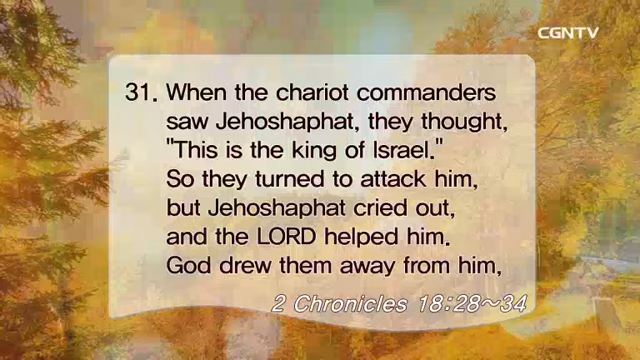 CGNTV
31. When the chariot commanders
saw Jehoshaphat, they thought,
"This is the king of Israel."
So they turned to attack him,
but Jehoshaphat cried out,
and the LORD helped him.
God drew them away from him,
2 Chronicles 18:28~34